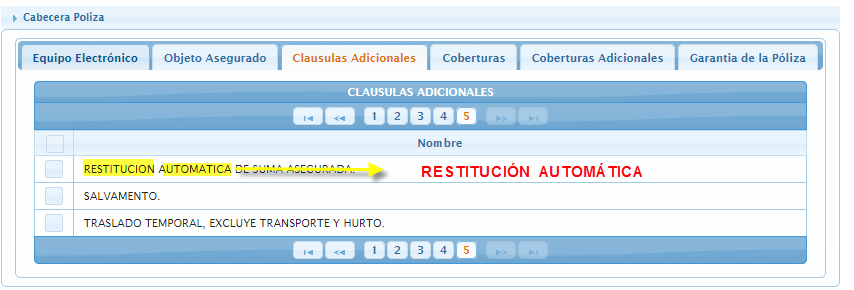 Cabecera Poliza
Equipo Electrónico Objeto Asegurado Clausulas Adicionales Coberturas Coberturas Adicionales Garantia de la Póliza
CLAUSULAS ADICIONALES
1 2 3 4 5
Nombre
RESTITUCION AUTOMATICA DE SUMA ASEGURADA. RESTITUCIÓN AUTOMÁTICA
SALVAMENTO.
TRASLADO TEMPORAL, EXCLUYE TRANSPORTE Y HURTO.
1 2 3 4 5